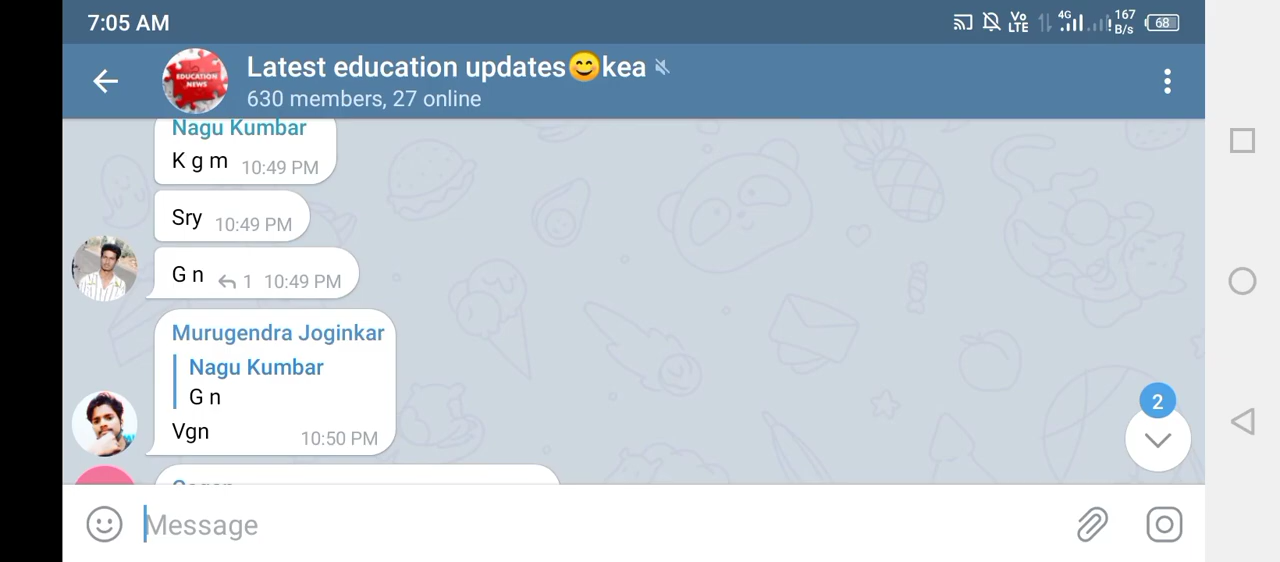 7:05 AM
Vo LTE 4G 167 B/s 68
EDUCATION NEWS
Latest education updates😊kea
630 members, 27 online
Nagu Kumbar
K g m 10:49 PM
Sry 10:49 PM
G n 1 10:49 PM
Murugendra Joginkar
Nagu Kumbar
G n
Vgn 10:50 PM
2
Message